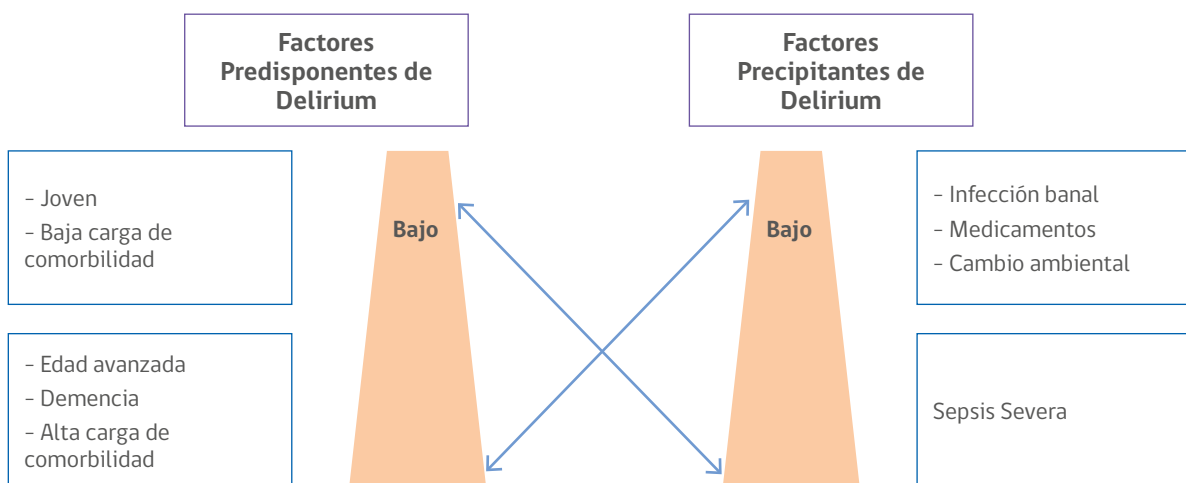 Factores
Predisponentes de
Delirium
Factores
Precipitantes de
Delirium
- Joven
- Baja carga de
comorbilidad
Bajo
Bajo
- Infección banal
- Medicamentos
- Cambio ambiental
- Edad avanzada
- Demencia
- Alta carga de
comorbilidad
Sepsis Severa